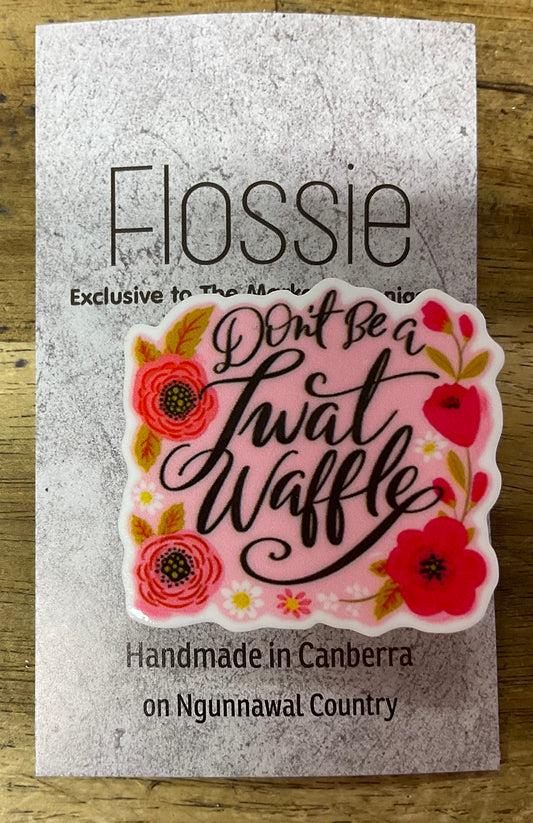 Flossie
Exclusive to The
Don't Be a
Twat
Waffle
Handmade in Canberra
on Ngunnawal Country